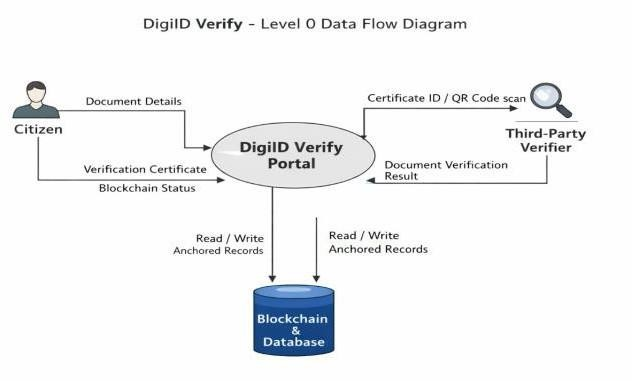 DigiID Verify - Level 0 Data Flow Diagram
Document Details
Certificate ID / QR Code scan
Citizen
Third-Party
Verifier
DigiID Verify
Portal
Verification Certificate
Blockchain Status
Document Verification
Result
Read / Write
Anchored Records
Read / Write
Anchored Records
Blockchain
&
Database